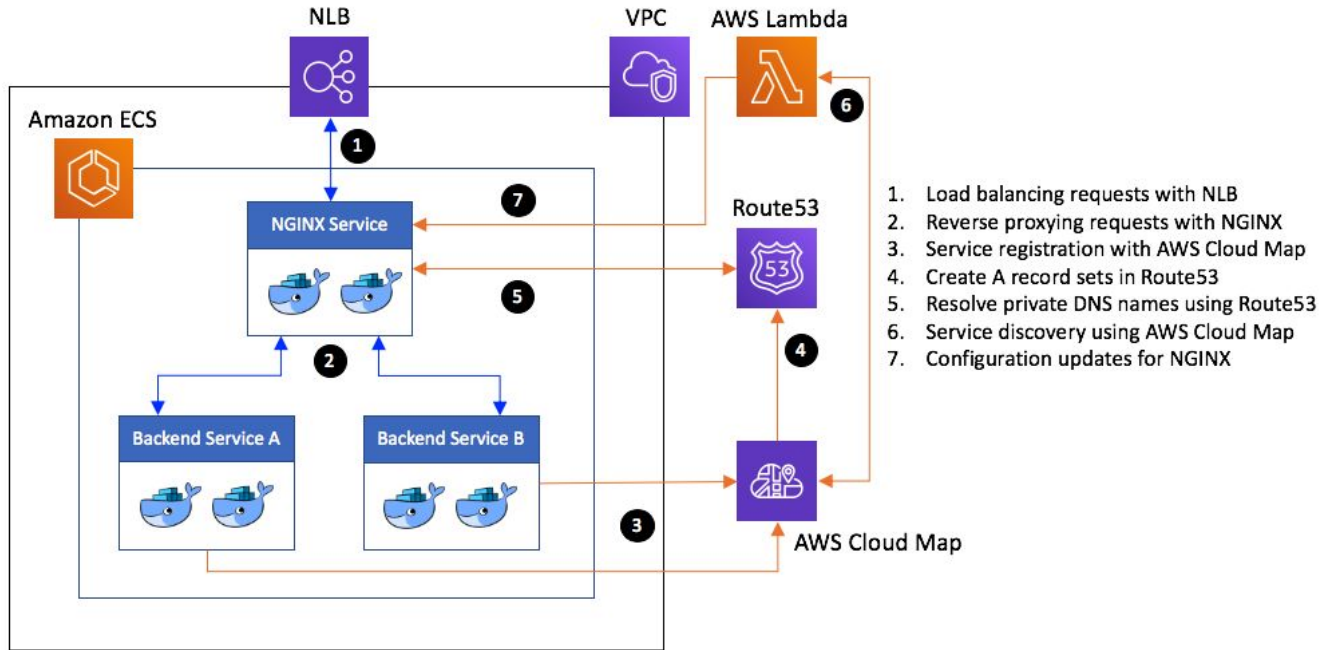 NLB
VPC
AWS Lambda
Amazon ECS
1
6
7
NGINX Service
Route53
53
5
4
2
Backend Service A
Backend Service B
3
AWS Cloud Map
1. Load balancing requests with NLB
2. Reverse proxying requests with NGINX
3. Service registration with AWS Cloud Map
4. Create A record sets in Route53
5. Resolve private DNS names using Route53
6. Service discovery using AWS Cloud Map
7. Configuration updates for NGINX